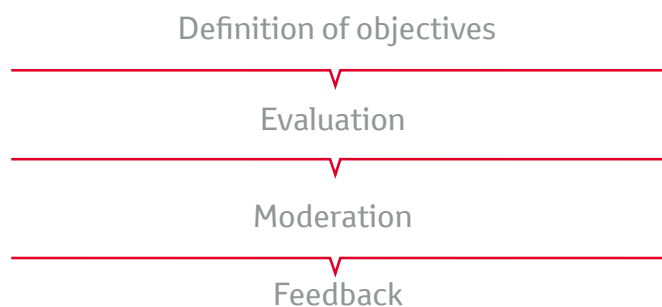 Definition of objectives
Evaluation
Moderation
Feedback